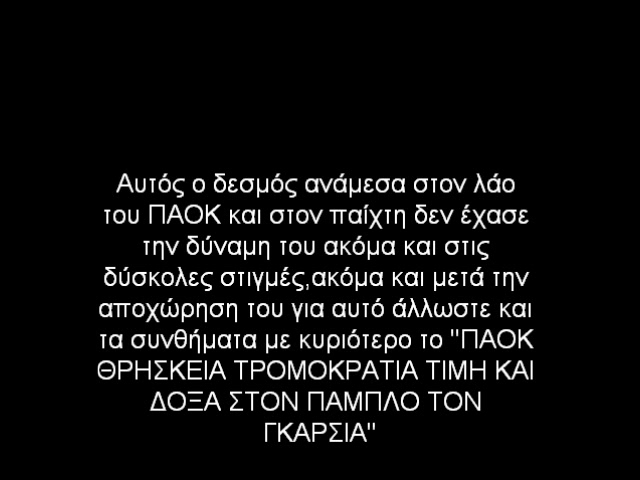 Αυτός ο δεσμός ανάμεσα στον λάο
του ΠΑΟΚ και στον παίχτη δεν έχασε
την δύναμη του ακόμα και στις
δύσκολες στιγμές,ακόμα και μετά την
αποχώρηση του για αυτό άλλωστε και
τα συνθήματα με κυριότερο το "ΠΑΟΚ
ΘΡΗΣΚΕΙΑ ΤΡΟΜΟΚΡΑΤΙΑ ΤΙΜΗ ΚΑΙ
ΔΟΞΑ ΣΤΟΝ ΠΑΜΠΛΟ ΤΟΝ
ΓΚΑΡΣΙΑ"